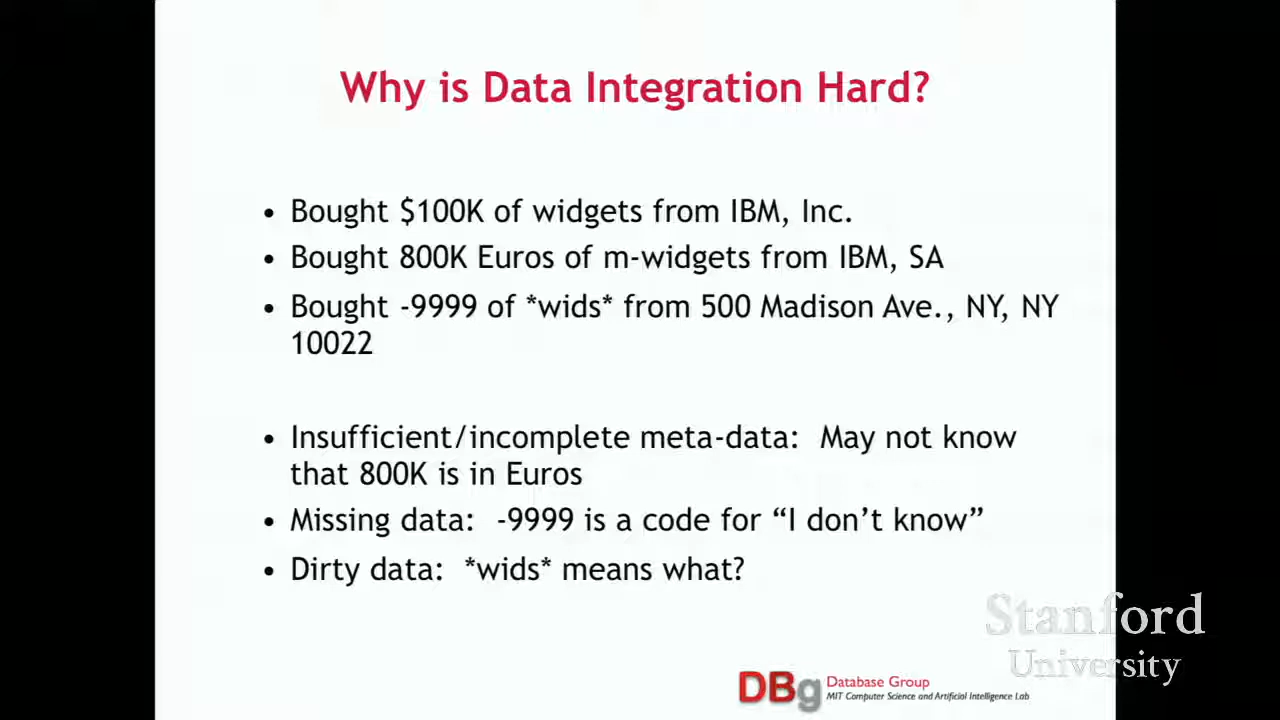 Why is Data Integration Hard?
• Bought $100K of widgets from IBM, Inc.
• Bought 800K Euros of m-widgets from IBM, SA
• Bought -9999 of *wids* from 500 Madison Ave., NY, NY
10022
• Insufficient/incomplete meta-data:  May not know
that 800K is in Euros
• Missing data:  -9999 is a code for “I don’t know”
• Dirty data:  *wids* means what?
Stanford
University
DBg Database Group
MIT Computer Science and Artificial Intelligence Lab